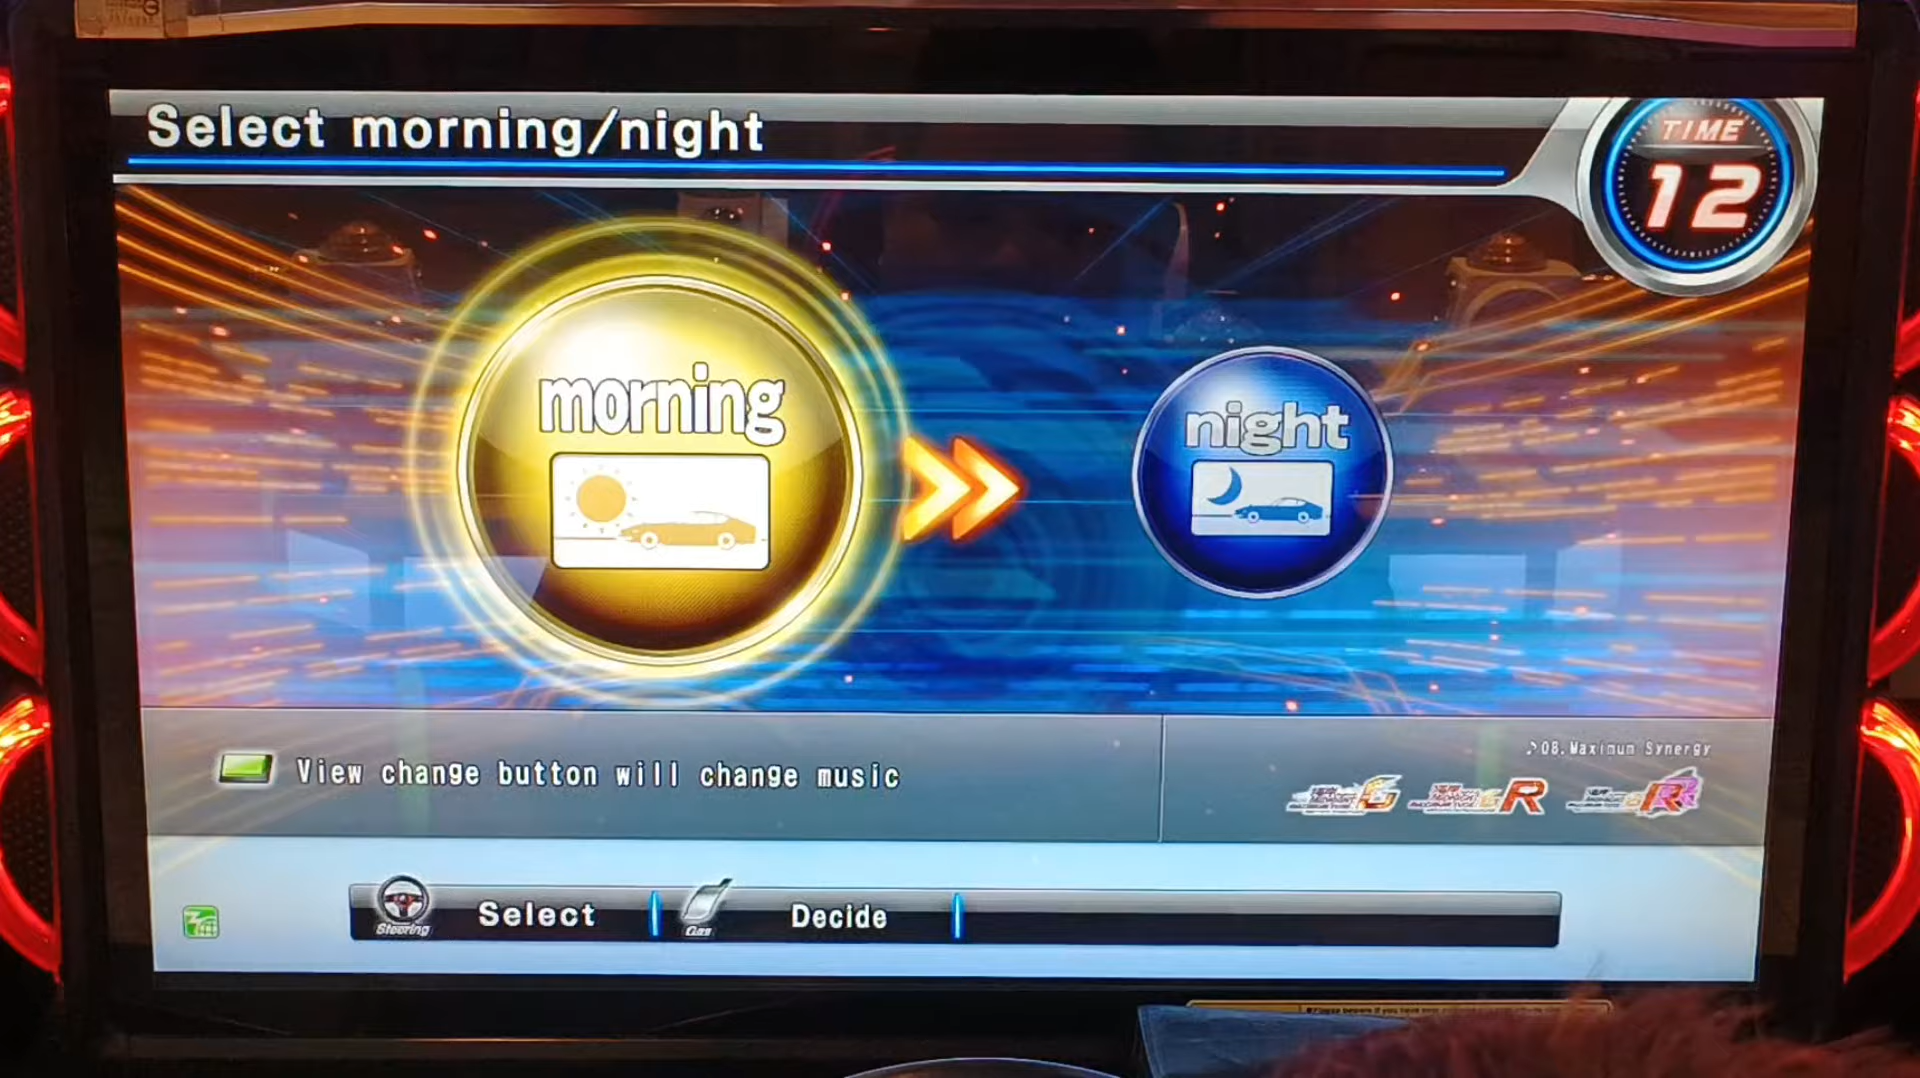 Select morning/night
TIME
12
morning
night
View change button will change music
♪08.Maximum Synergy
R
Steering
Select
Gas
Decide